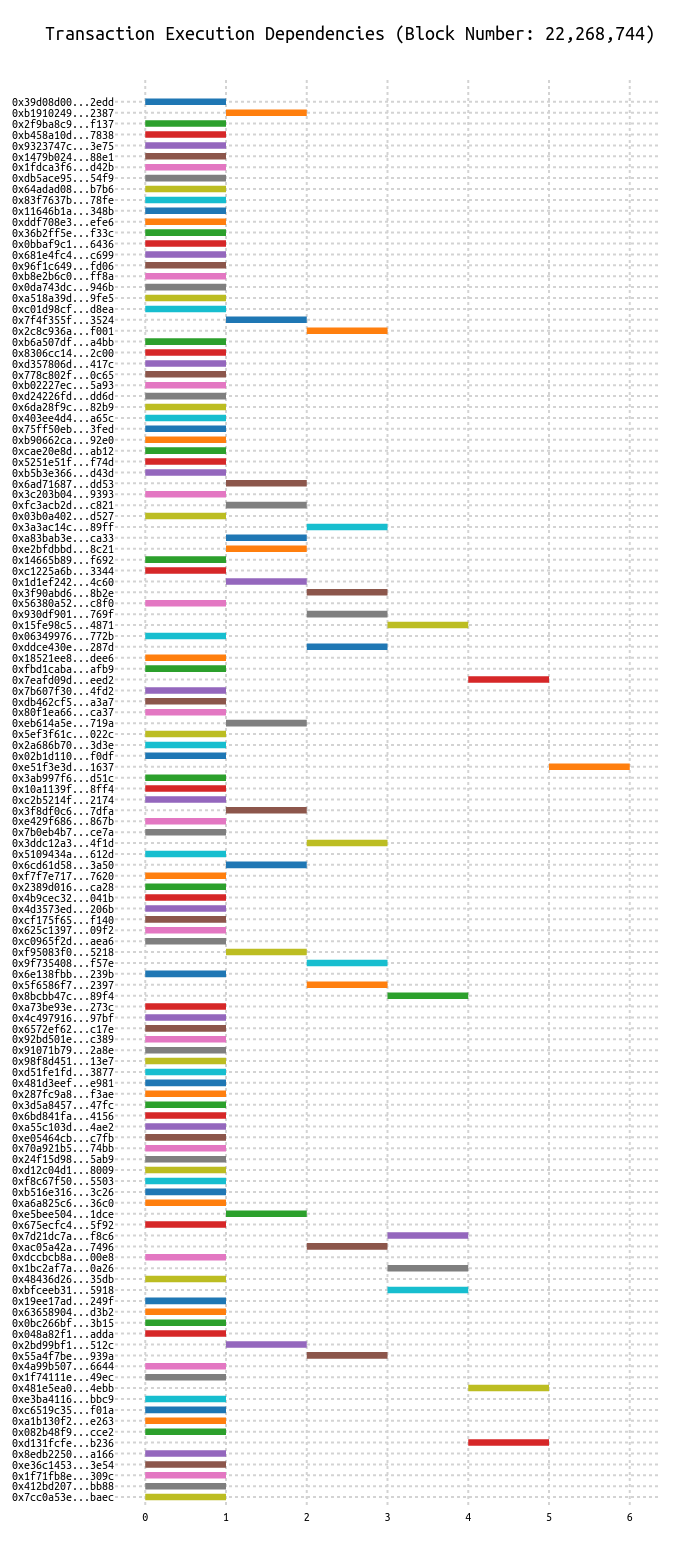 Transaction Execution Dependencies (Block Number: 22,268,744)
0x39d08d00...2edd
0xb1910249...2387
0x2f9ba8c9...f137
0xb458a10d...7838
0x9323747c...3e75
0x1479b024...88e1
0x1fdca3f6...d42b
0xdb5ace95...54f9
0x64adad08...b7b6
0x83f7637b...78fe
0x11646b1a...348b
0xddf708e3...efe6
0x36b2ff5e...f33c
0x0bbaf9c1...6436
0x681e4fc4...c699
0x96f1c649...fd06
0xb8e2b6c0...ff8a
0x0da743dc...946b
0xa518a39d...9fe5
0xc01d98cf...d8ea
0x7f4f355f...3524
0x2c8c936a...f001
0xb6a507df...a4bb
0x8306cc14...2c00
0xd357806d...417c
0x778c802f...0c65
0xb02227ec...5a93
0xd24226fd...dd6d
0x6da28f9c...82b9
0x403ee4d4...a65c
0x75ff50eb...3fed
0xb90662ca...92e0
0xcae20e8d...ab12
0x5251e51f...f74d
0xb5b3e366...d43d
0x6ad71687...dd53
0x3c203b04...9393
0xfc3acb2d...c821
0x03b0a402...d527
0x3a3ac14c...89ff
0xa83bab3e...ca33
0xe2bfdbbd...8c21
0x14665b89...f692
0xc1225a6b...3344
0x1d1ef242...4c60
0x3f90abd6...8b2e
0x56380a52...c8f0
0x930df901...769f
0x15fe98c5...4871
0x06349976...772b
0xddce430e...287d
0x18521ee8...dee6
0xfbd1caba...afb9
0x7eafd09d...eed2
0x7b607f30...4fd2
0xdb462cf5...a3a7
0x80f1ea66...ca37
0xeb614a5e...719a
0x5ef3f61c...022c
0x2a686b70...3d3e
0x02b1d110...f0df
0xe51f3e3d...1637
0x3ab997f6...d51c
0x10a1139f...8ff4
0xc2b5214f...2174
0x3f8df0c6...7dfa
0xe429f686...867b
0x7b0eb4b7...ce7a
0x3ddc12a3...4f1d
0x5109434a...612d
0x6cd61d58...3a50
0xf7f7e717...7620
0x2389d016...ca28
0x4b9cec32...041b
0x4d3573ed...206b
0xcf175f65...f140
0x625c1397...09f2
0xc0965f2d...aea6
0xf95083f0...5218
0x9f735408...f57e
0x6e138fbb...239b
0x5f6586f7...2397
0x8bcbb47c...89f4
0xa73be93e...273c
0x4c497916...97bf
0x6572ef62...c17e
0x92bd501e...c389
0x91071b79...2a8e
0x98f8d451...13e7
0xd51fe1fd...3877
0x481d3eef...e981
0x287fc9a8...f3ae
0x3d5a8457...47fc
0x6bd841fa...4156
0xa55c103d...4ae2
0xe05464cb...c7fb
0x70a921b5...74bb
0x24f15d98...5ab9
0xd12c04d1...8009
0xf8c67f50...5503
0xb516e316...3c26
0xa6a825c6...36c0
0xe5bee504...1dce
0x675ecfc4...5f92
0x7d21dc7a...f8c6
0xac05a42a...7496
0xdccbcb8a...00e8
0x1bc2af7a...0a26
0x48436d26...35db
0xbfceeb31...5918
0x19ee17ad...249f
0x63658904...d3b2
0x0bc266bf...3b15
0x048a82f1...adda
0x2bd99bf1...512c
0x55a4f7be...939a
0x4a99b507...6644
0x1f74111e...49ec
0x481e5ea0...4ebb
0xe3ba4116...bbc9
0xc6519c35...f01a
0xa1b130f2...e263
0x082b48f9...cce2
0xd131fcfe...b236
0x8edb2250...a166
0xe36c1453...3e54
0x1f71fb8e...309c
0x412bd207...bb88
0x7cc0a53e...baec
0 1 2 3 4 5 6